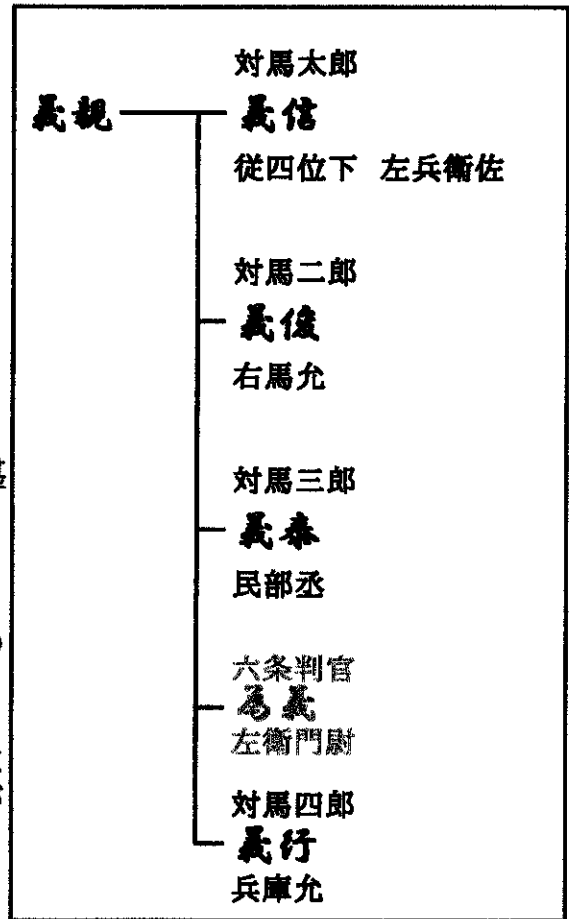 対馬太郎
義親
義信
従四位下 左兵衛佐
対馬二郎
義俊
右馬允
対馬三郎
義泰
民部丞
六条判官
為義
左衛門尉
対馬四郎
義行
兵庫允